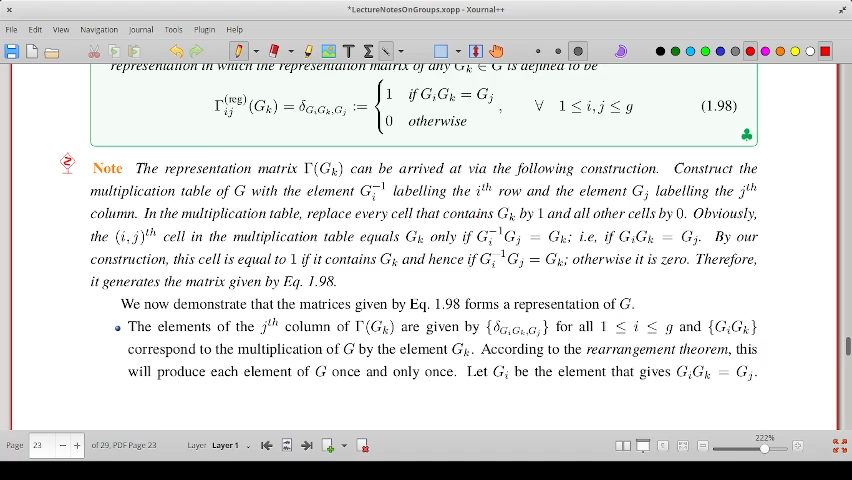 *LectureNotesOnGroups.xopp - Xournal++
File Edit View Navigation Journal Tools Plugin Help
representation in which the representation matrix of any G_k ∈ G is defined to be
Γ_{ij}^{(reg)}(G_k) = δ_{G_iG_k,G_j} := { 1 if G_iG_k = G_j
0 otherwise , ∀ 1 ≤ i, j ≤ g (1.98)
Note The representation matrix Γ(G_k) can be arrived at via the following construction. Construct the
multiplication table of G with the element G_i^{-1} labelling the i^{th} row and the element G_j labelling the j^{th}
column. In the multiplication table, replace every cell that contains G_k by 1 and all other cells by 0. Obviously,
the (i, j)^{th} cell in the multiplication table equals G_k only if G_i^{-1}G_j = G_k; i.e, if G_iG_k = G_j. By our
construction, this cell is equal to 1 if it contains G_k and hence if G_i^{-1}G_j = G_k; otherwise it is zero. Therefore,
it generates the matrix given by Eq. 1.98.
We now demonstrate that the matrices given by Eq. 1.98 forms a representation of G.
• The elements of the j^{th} column of Γ(G_k) are given by {δ_{G_iG_k,G_j}} for all 1 ≤ i ≤ g and {G_iG_k}
correspond to the multiplication of G by the element G_k. According to the rearrangement theorem, this
will produce each element of G once and only once. Let G_i be the element that gives G_iG_k = G_j.
222%
Page 23 of 29, PDF Page 23 Layer Layer 1